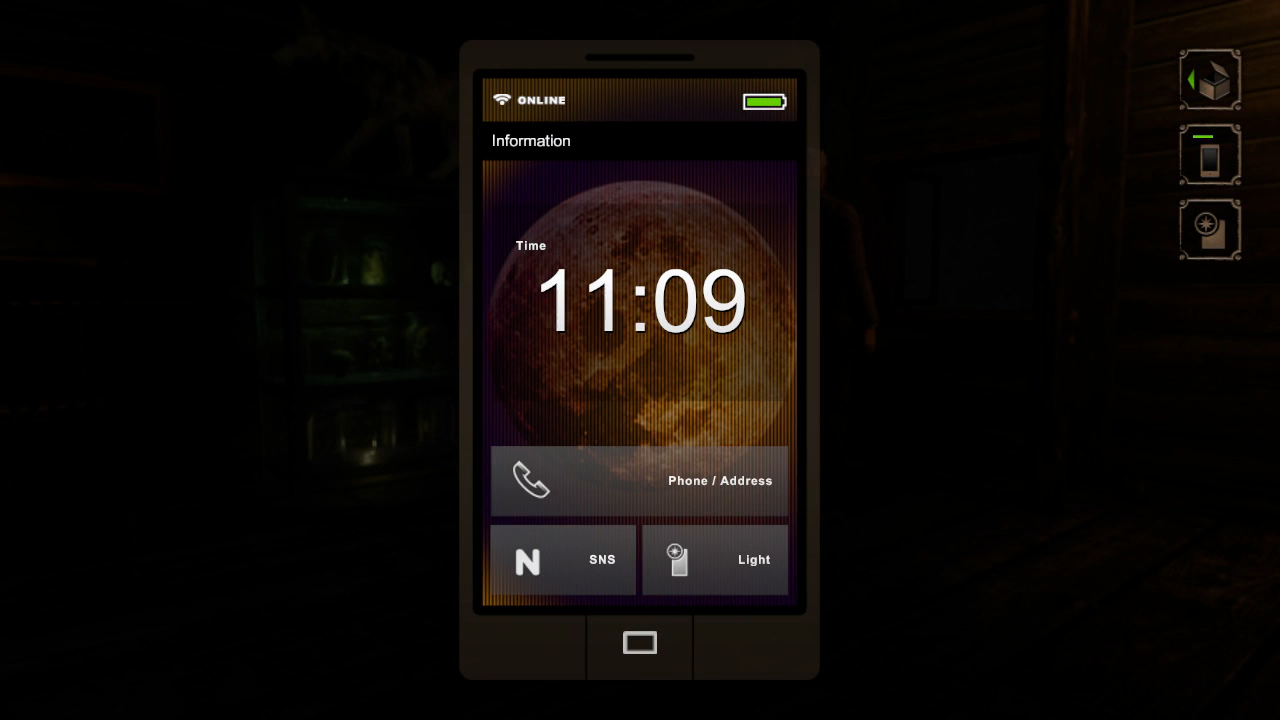 ONLINE
Information
Time
11:09
Phone / Address
N SNS
Light